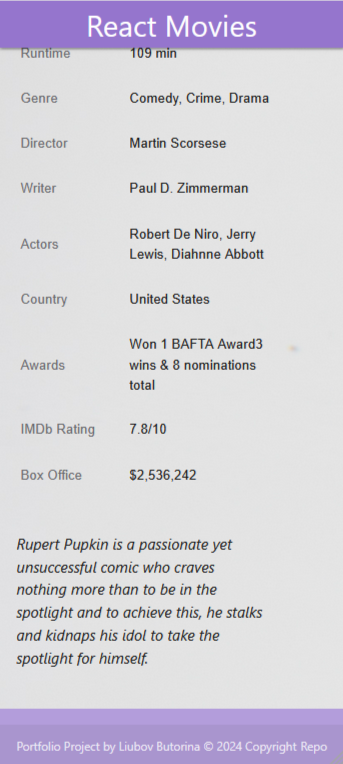 React Movies
Runtime 109 min
Genre Comedy, Crime, Drama
Director Martin Scorsese
Writer Paul D. Zimmerman
Actors Robert De Niro, Jerry
Lewis, Diahnne Abbott
Country United States
Awards Won 1 BAFTA Award3
wins & 8 nominations
total
IMDb Rating 7.8/10
Box Office $2,536,242
Rupert Pupkin is a passionate yet
unsuccessful comic who craves
nothing more than to be in the
spotlight and to achieve this, he stalks
and kidnaps his idol to take the
spotlight for himself.
Portfolio Project by Liubov Butorina © 2024 Copyright Repo